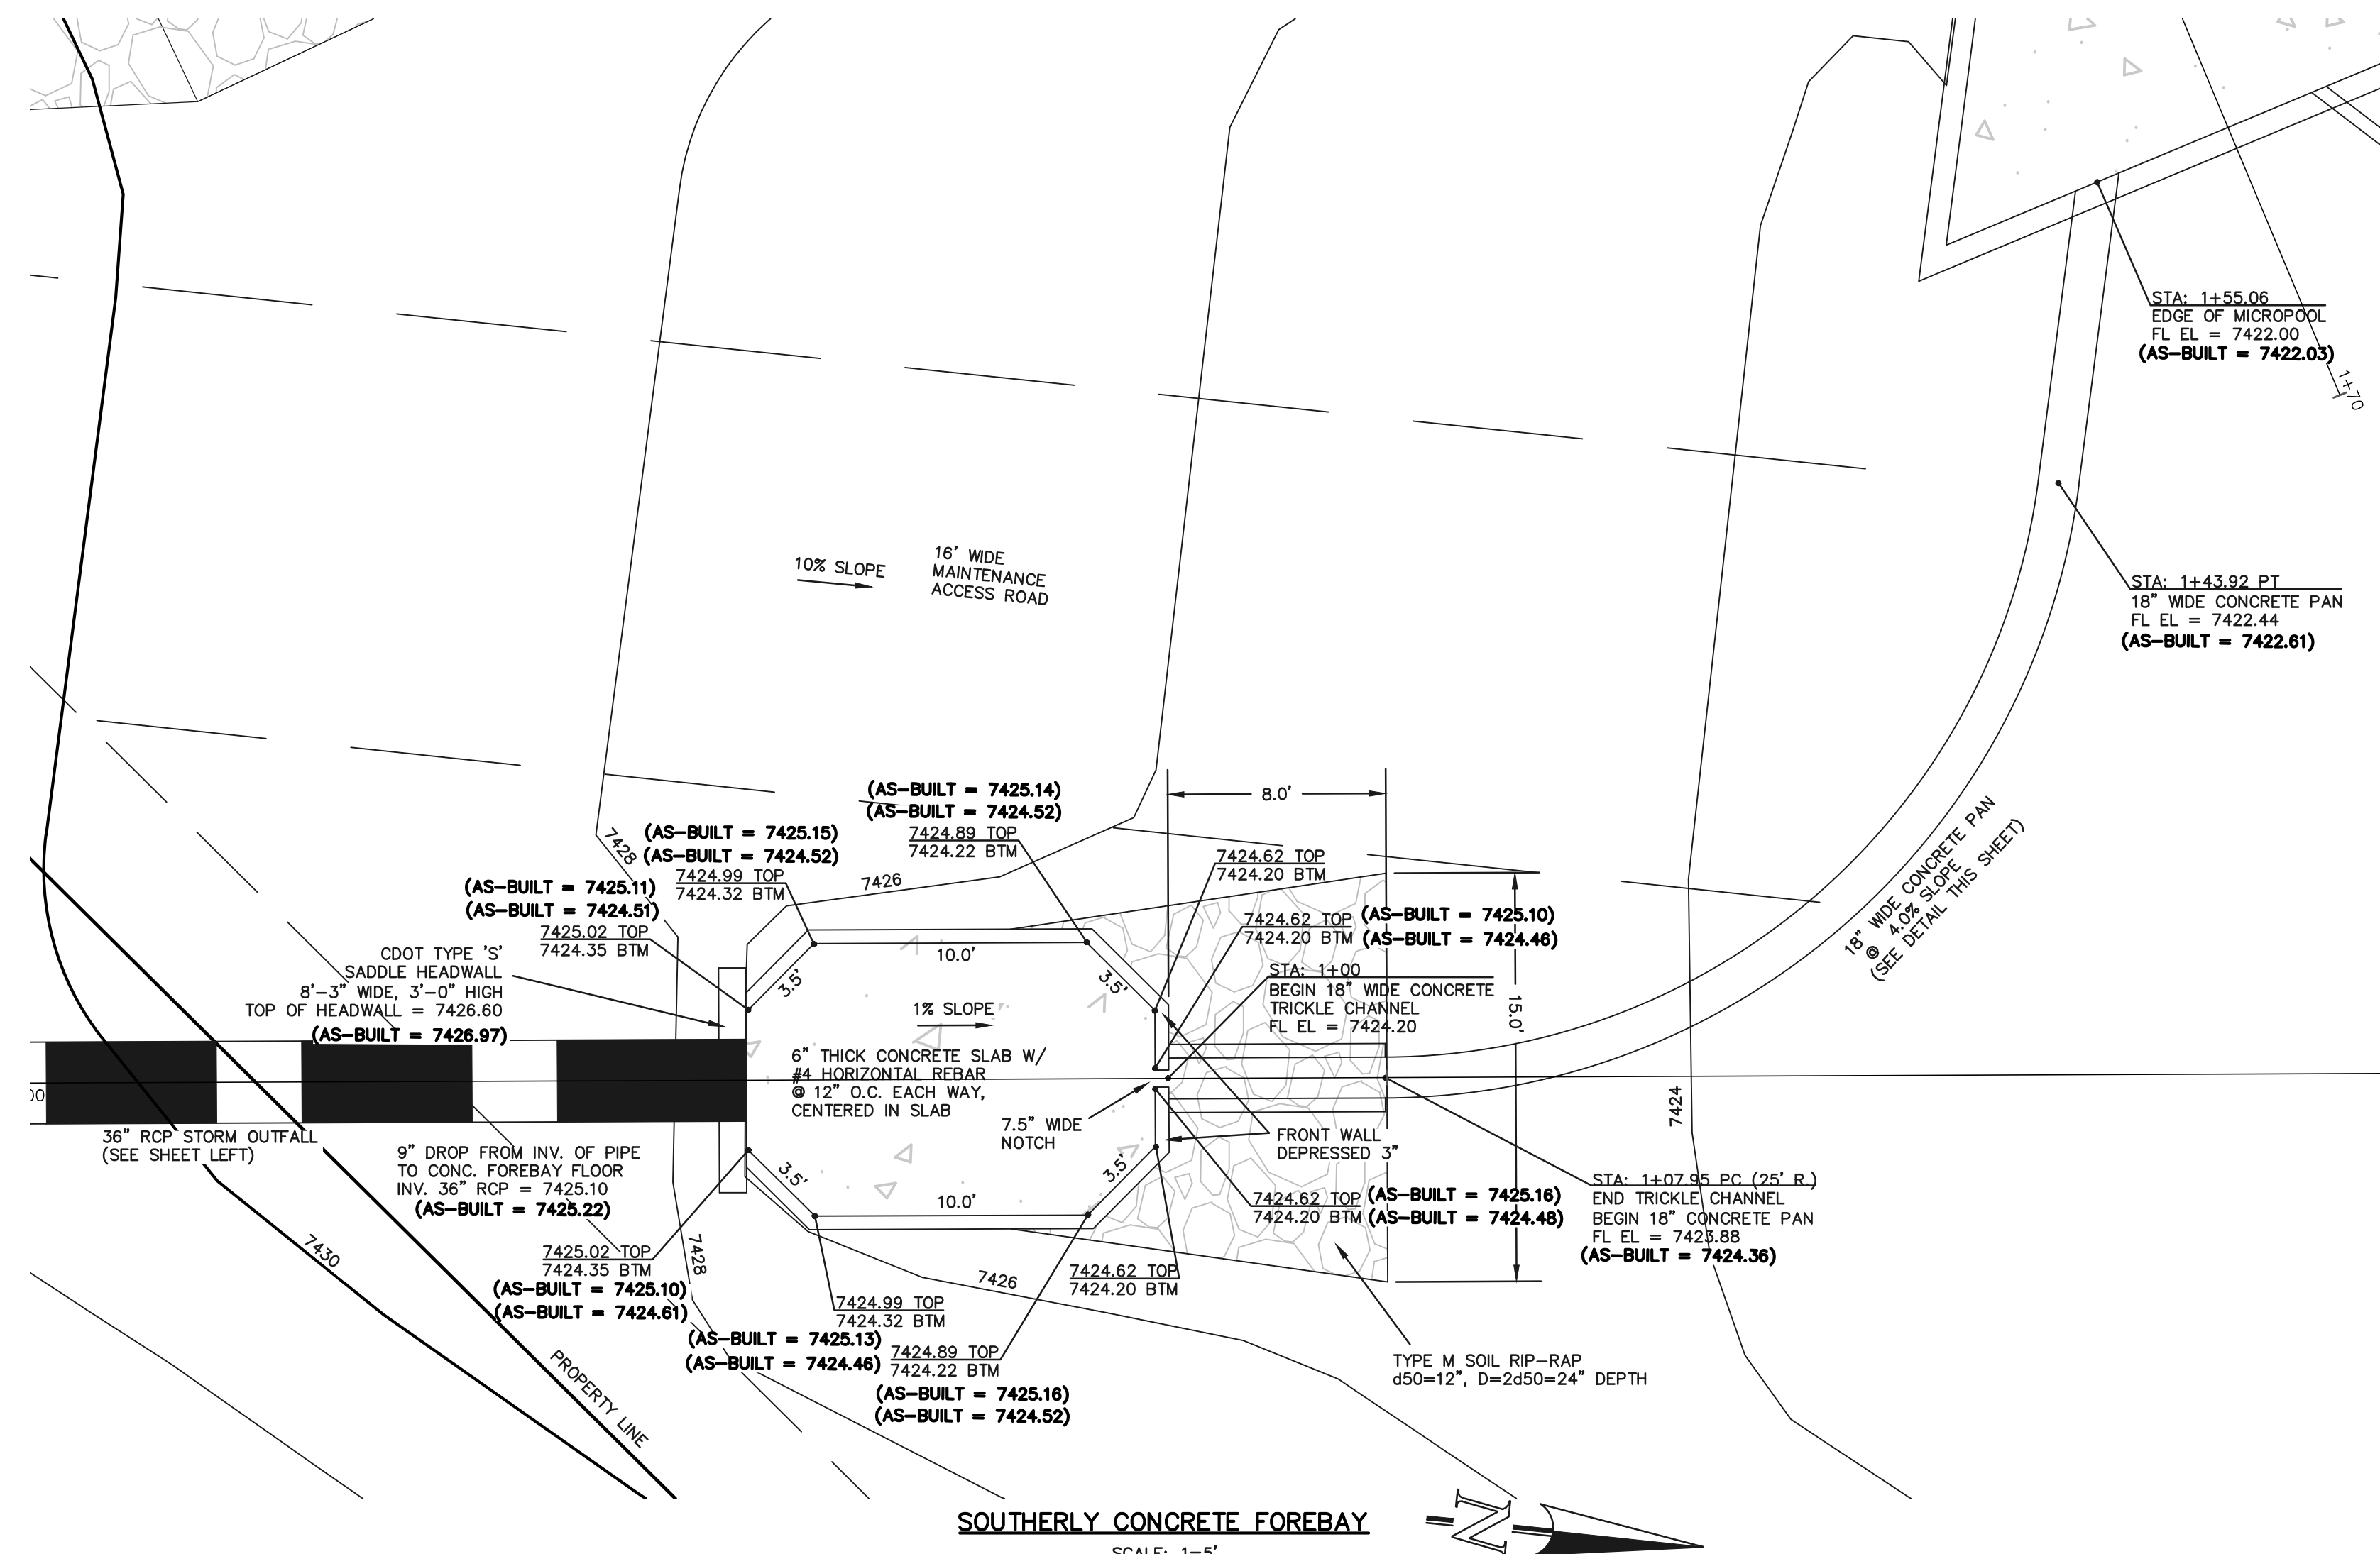 STA: 1+55.06
EDGE OF MICROPOOL
FL EL = 7422.00
(AS-BUILT = 7422.03)
1+70
10% SLOPE
16' WIDE
MAINTENANCE
ACCESS ROAD
STA: 1+43.92 PT
18" WIDE CONCRETE PAN
FL EL = 7422.44
(AS-BUILT = 7422.61)
(AS-BUILT = 7425.14)
(AS-BUILT = 7424.52)
7424.89 TOP
7424.22 BTM
8.0'
7428
(AS-BUILT = 7425.15)
(AS-BUILT = 7424.52)
7424.99 TOP
7424.32 BTM
7426
7424.62 TOP
7424.20 BTM
18" WIDE CONCRETE PAN
@ 4.0% SLOPE
(SEE DETAIL THIS SHEET)
(AS-BUILT = 7425.11)
(AS-BUILT = 7424.51)
7425.02 TOP
7424.35 BTM
7424.62 TOP (AS-BUILT = 7425.10)
7424.20 BTM (AS-BUILT = 7424.46)
CDOT TYPE 'S'
SADDLE HEADWALL
8'-3" WIDE, 3'-0" HIGH
TOP OF HEADWALL = 7426.60
(AS-BUILT = 7426.97)
10.0'
3.5'
3.5'
1% SLOPE
STA: 1+00
BEGIN 18" WIDE CONCRETE
TRICKLE CHANNEL
FL EL = 7424.20
15.0'
6" THICK CONCRETE SLAB W/
#4 HORIZONTAL REBAR
@ 12" O.C. EACH WAY,
CENTERED IN SLAB
7.5" WIDE
NOTCH
FRONT WALL
DEPRESSED 3"
7424
00
36" RCP STORM OUTFALL
(SEE SHEET LEFT)
9" DROP FROM INV. OF PIPE
TO CONC. FOREBAY FLOOR
INV. 36" RCP = 7425.10
(AS-BUILT = 7425.22)
3.5'
10.0'
3.5'
7424.62 TOP (AS-BUILT = 7425.16)
7424.20 BTM (AS-BUILT = 7424.48)
STA: 1+07.95 PC (25' R.)
END TRICKLE CHANNEL
BEGIN 18" CONCRETE PAN
FL EL = 7423.88
(AS-BUILT = 7424.36)
7430
7425.02 TOP
7424.35 BTM
(AS-BUILT = 7425.10)
(AS-BUILT = 7424.61)
7428
7426
7424.62 TOP
7424.20 BTM
7424.99 TOP
7424.32 BTM
(AS-BUILT = 7425.13)
(AS-BUILT = 7424.46)
7424.89 TOP
7424.22 BTM
(AS-BUILT = 7425.16)
(AS-BUILT = 7424.52)
TYPE M SOIL RIP-RAP
d50=12", D=2d50=24" DEPTH
PROPERTY LINE
SOUTHERLY CONCRETE FOREBAY
N
SCALE: 1=5'